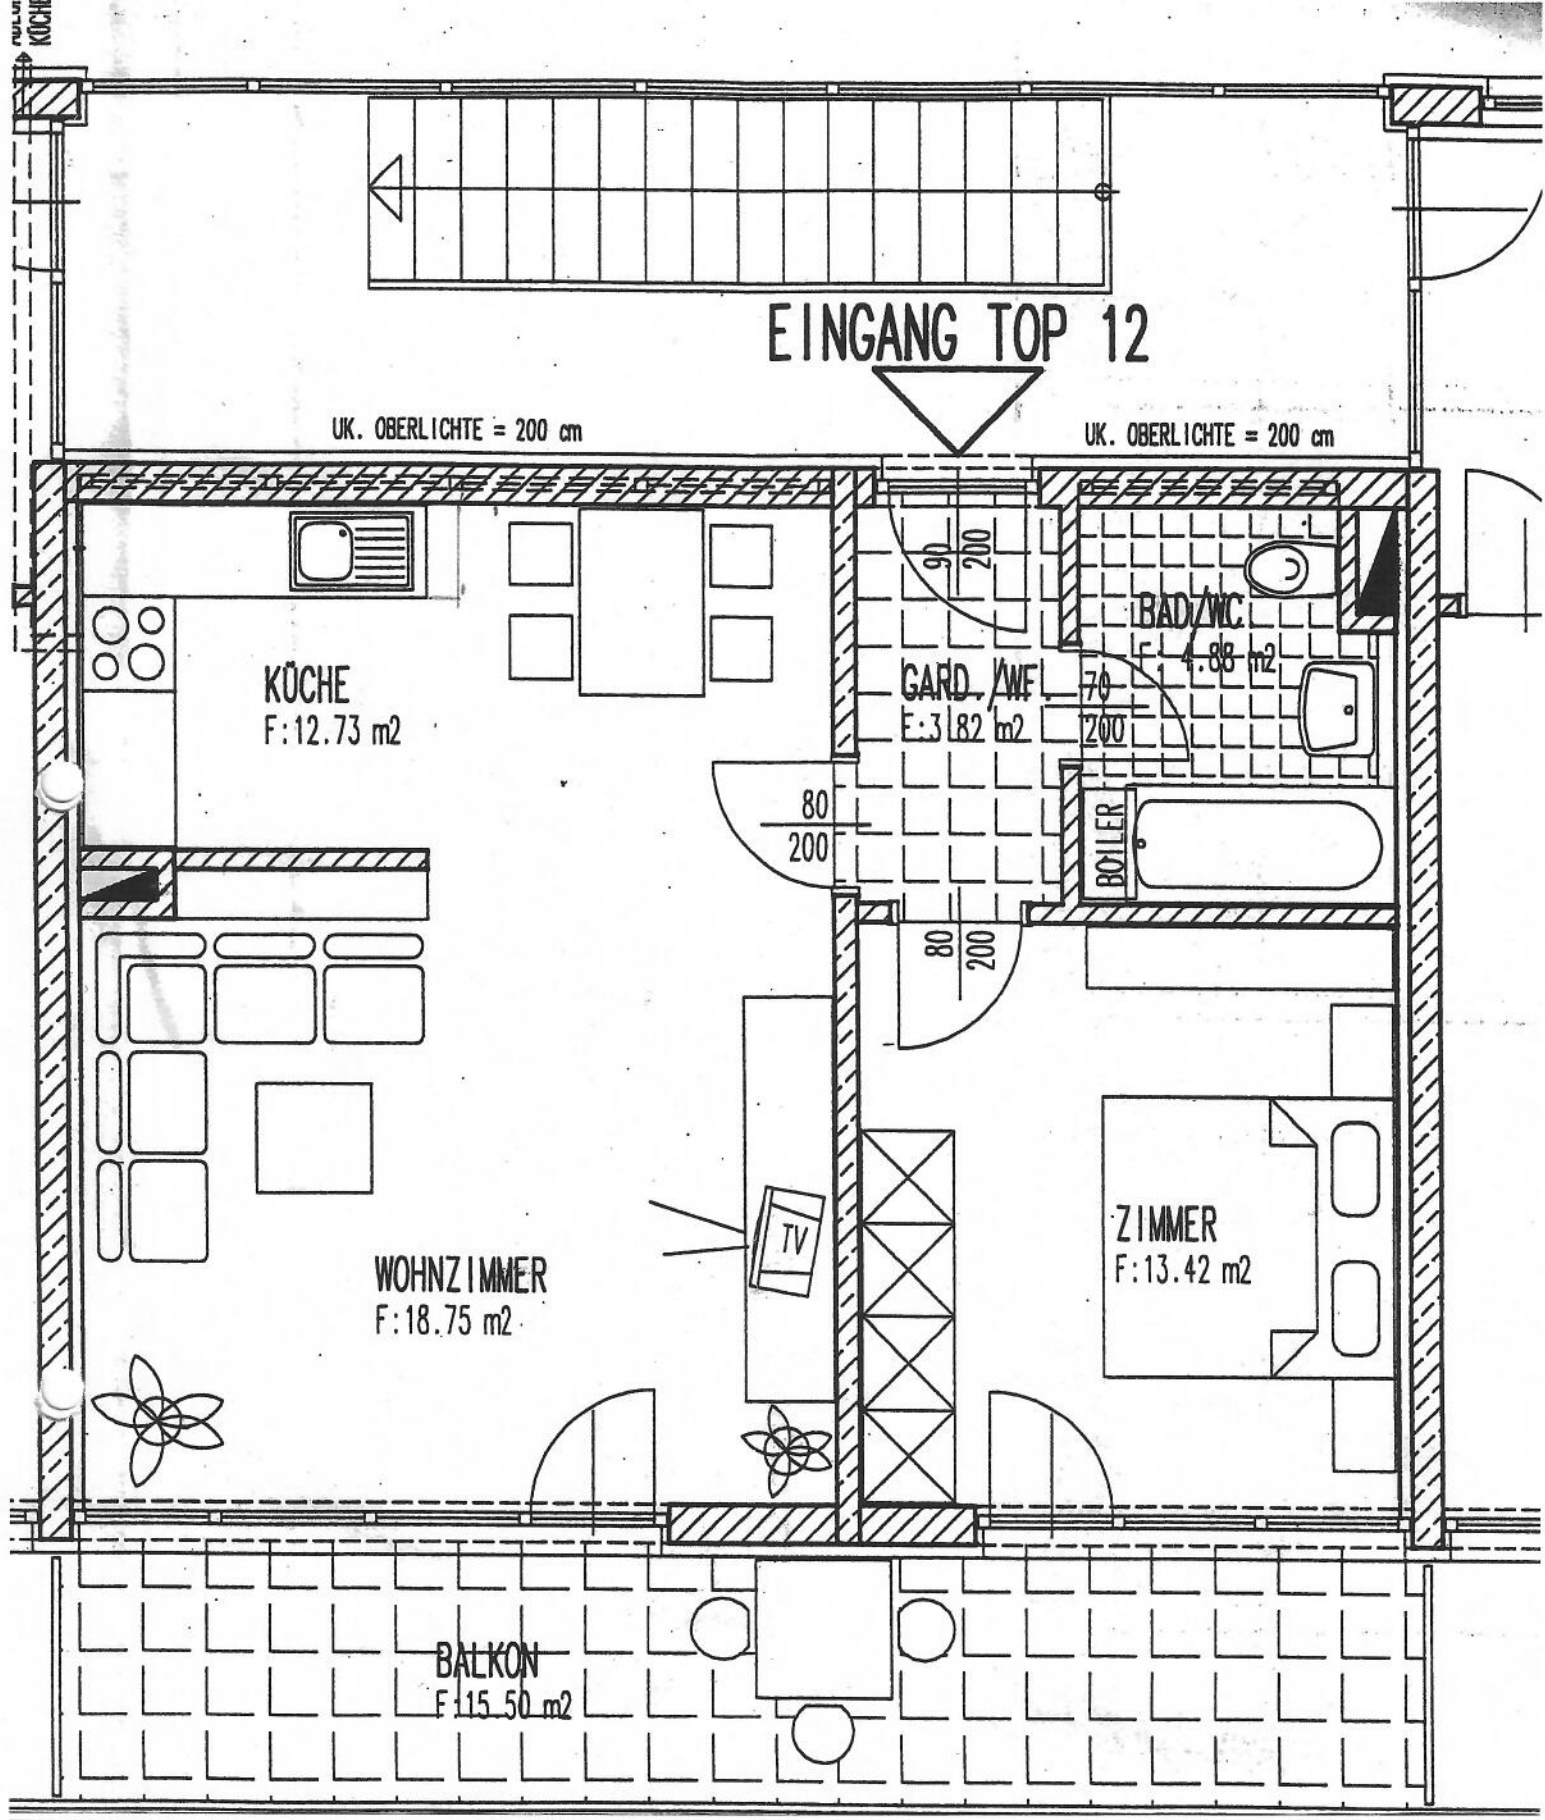 KÜCHE
EINGANG TOP 12
UK. OBERLICHTE = 200 cm
UK. OBERLICHTE = 200 cm
90
200
BAD/WC
F: 4.88 m2
KÜCHE
F:12.73 m2
GARD./WF.
F:3.82 m2
70
200
80
200
BOILER
80
200
TV
ZIMMER
F:13.42 m2
WOHNZIMMER
F:18.75 m2
BALKON
F:15.50 m2